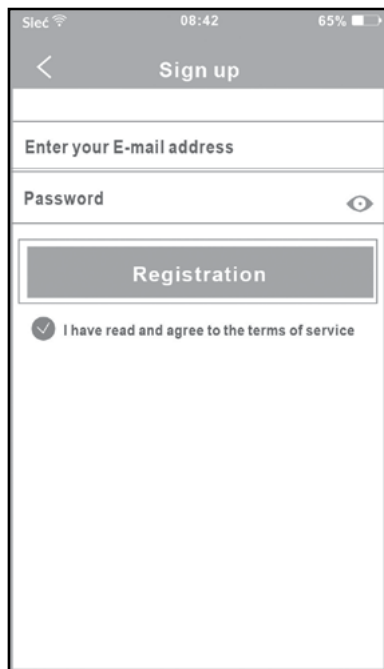 Sieć 08:42 65%
Sign up
Enter your E-mail address
Password
Registration
I have read and agree to the terms of service